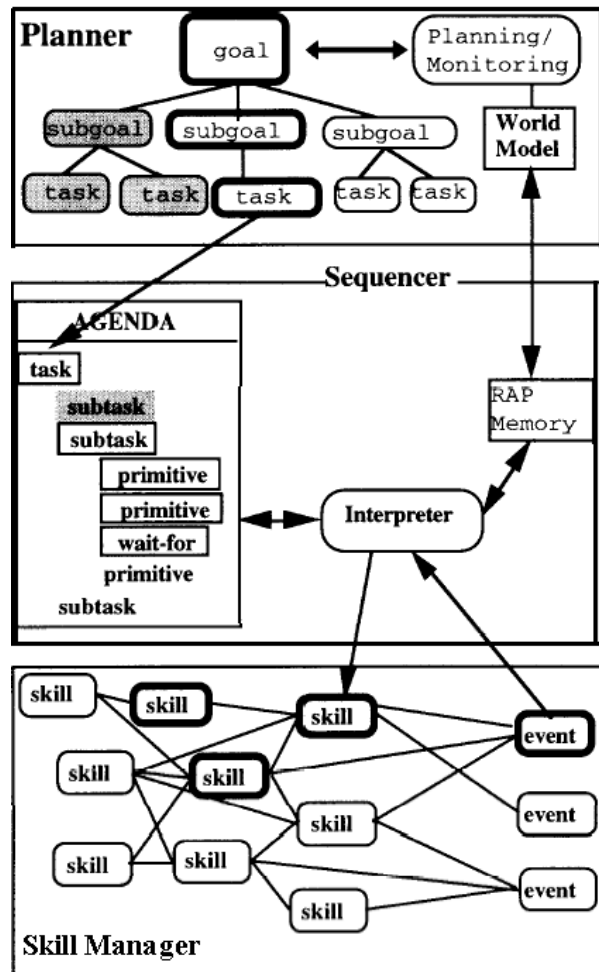 Planner
goal
Planning/
Monitoring
subgoal
subgoal
subgoal
World
Model
task
task
task
task
task
Sequencer
AGENDA
task
subtask
subtask
primitive
primitive
wait-for
primitive
subtask
RAP
Memory
Interpreter
skill
skill
skill
event
skill
skill
skill
event
skill
skill
skill
event
Skill Manager